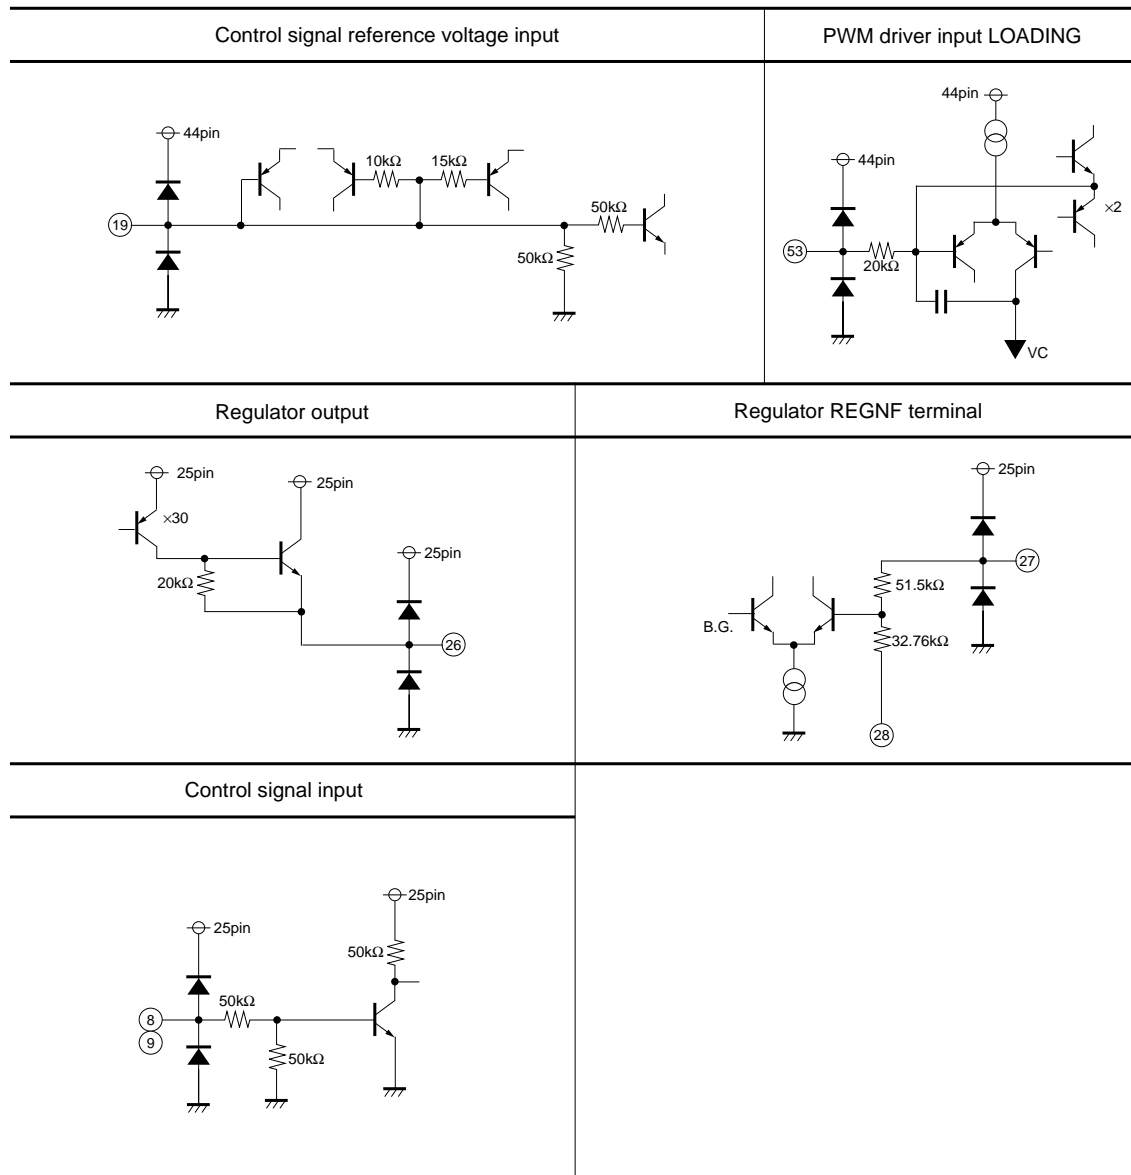 Control signal reference voltage input
PWM driver input LOADING
44pin
10kΩ
15kΩ
19
50kΩ
50kΩ
44pin
44pin
×2
53
20kΩ
VC
Regulator output
Regulator REGNF terminal
25pin
25pin
×30
20kΩ
25pin
26
25pin
27
51.5kΩ
B.G.
32.76kΩ
28
Control signal input
25pin
25pin
50kΩ
50kΩ
8
9
50kΩ